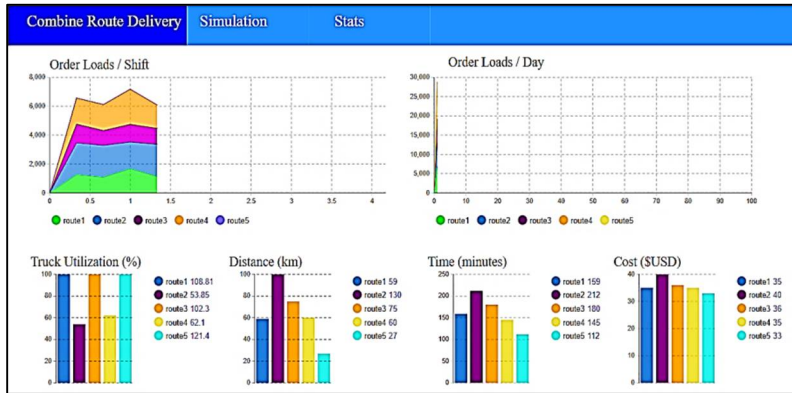 Combine Route Delivery Simulation Stats
Order Loads / Shift
8,000
6,000
4,000
2,000
0
0 0.5 1 1.5 2 2.5 3 3.5 4
route1 route2 route3 route4 route5
Order Loads / Day
30,000
25,000
20,000
15,000
10,000
5,000
0
0 10 20 30 40 50 60 70 80 90 100
route1 route2 route3 route4 route5
Truck Utilization (%)
100
80
60
40
20
0
route1 108.81
route2 53.85
route3 102.3
route4 62.1
route5 121.4
Distance (km)
100
80
60
40
20
0
route1 59
route2 130
route3 75
route4 60
route5 27
Time (minutes)
250
200
150
100
50
0
route1 159
route2 212
route3 180
route4 145
route5 112
Cost ($USD)
40
30
20
10
0
route1 35
route2 40
route3 36
route4 35
route5 33